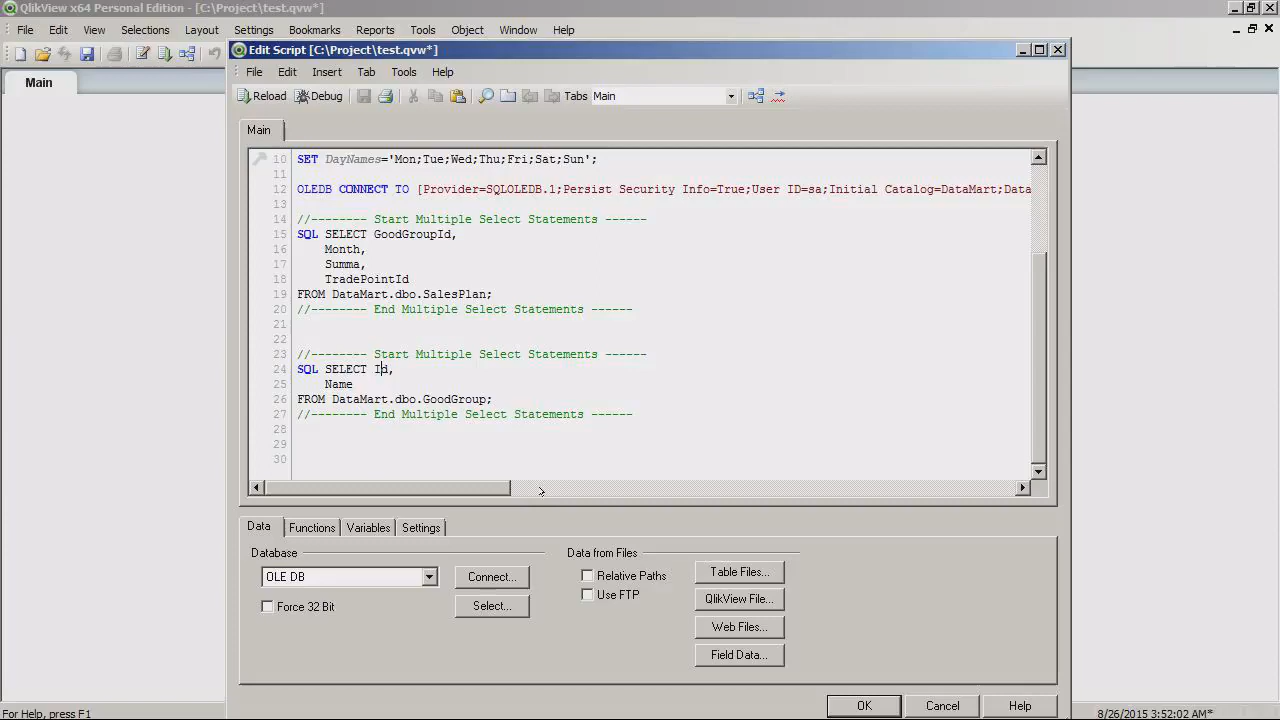 QlikView x64 Personal Edition - [C:\Project\test.qvw*]
File Edit View Selections Layout Settings Bookmarks Reports Tools Object Window Help
Main
Edit Script [C:\Project\test.qvw*]
File Edit Insert Tab Tools Help
Reload Debug Tabs Main
Main
10 SET DayNames='Mon;Tue;Wed;Thu;Fri;Sat;Sun';
11
12 OLEDB CONNECT TO [Provider=SQLOLEDB.1;Persist Security Info=True;User ID=sa;Initial Catalog=DataMart;Data
13
14 //-------- Start Multiple Select Statements ------
15 SQL SELECT GoodGroupId,
16 Month,
17 Summa,
18 TradePointId
19 FROM DataMart.dbo.SalesPlan;
20 //-------- End Multiple Select Statements ------
21
22
23 //-------- Start Multiple Select Statements ------
24 SQL SELECT Id,
25 Name
26 FROM DataMart.dbo.GoodGroup;
27 //-------- End Multiple Select Statements ------
28
29
30
Data Functions Variables Settings
Database
OLE DB
Connect...
Force 32 Bit
Select...
Data from Files
Relative Paths
Use FTP
Table Files...
QlikView File...
Web Files...
Field Data...
OK Cancel Help
For Help, press F1
8/26/2015 3:52:02 AM*